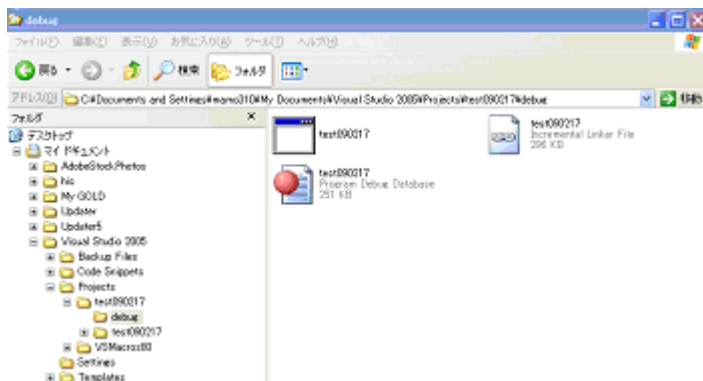 debug
ファイル(F) 編集(E) 表示(V) お気に入り(A) ツール(T) ヘルプ(H)
戻る 検索 フォルダ
アドレス(D) C:¥Documents and Settings¥mamo310¥My Documents¥Visual Studio 2005¥Projects¥test090217¥debug 移動
フォルダ
デスクトップ
マイ ドキュメント
AdobeStockPhotos
his
My GOLD
Updater
Updater5
Visual Studio 2005
Backup Files
Code Snippets
Projects
test090217
debug
test090217
VSMacros80
Settings
Templates
test090217
test090217
Incremental Linker File
296 KB
test090217
Program Debug Database
251 KB